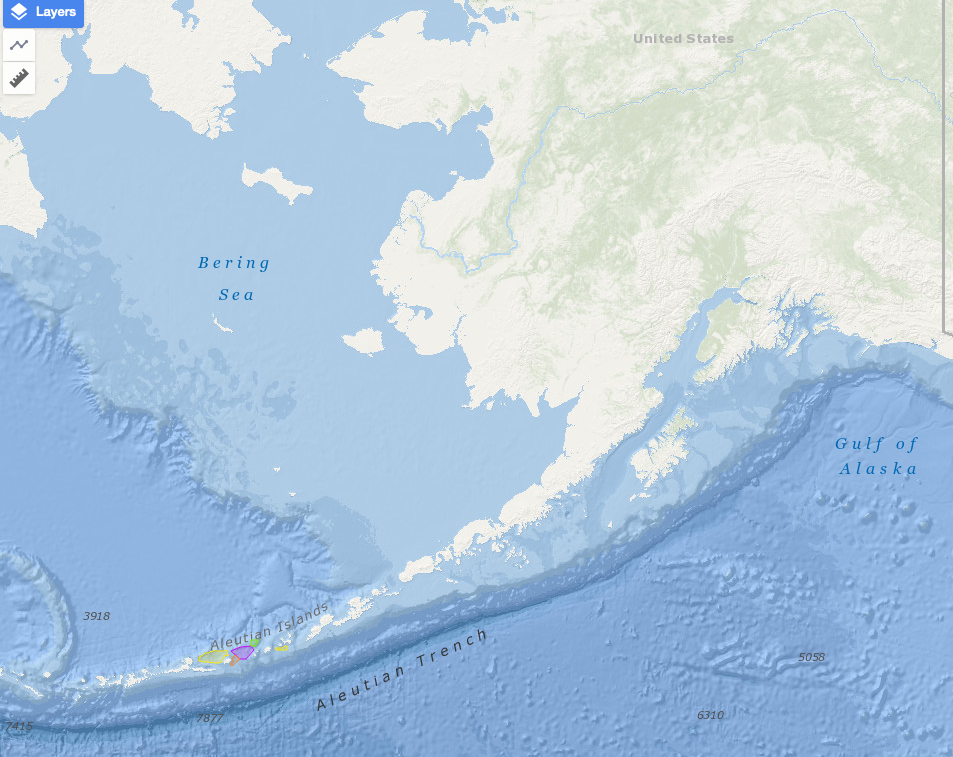 Layers
United States
Bering
Sea
Gulf of
Alaska
Aleutian Islands
3918
Aleutian Trench
5058
7877
6310
7415